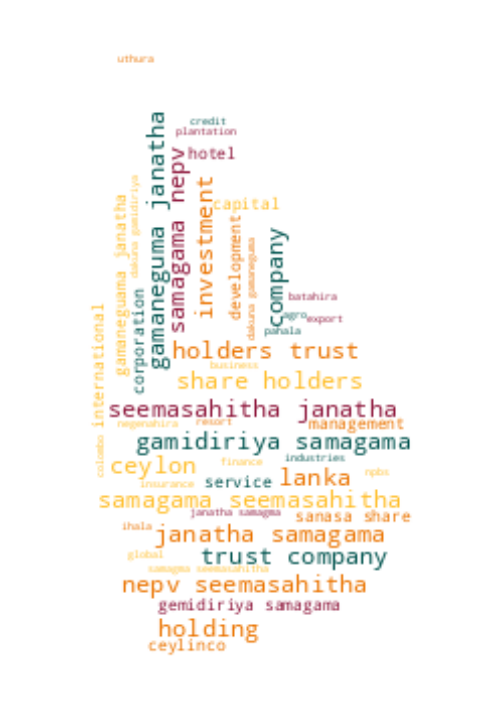 uthura
credit
plantation
hotel
gamaneguma janatha
samagama nepv
investment
capital
dakuna gamidiriya
gamaneguama janatha
development
dakuna gamaneguma
company
corporation
international
batahira
agro
export
pahala
holders trust
business
share holders
seemasahitha janatha
negenahira
resort
management
gamidiriya samagama
colombo
ceylon
finance
industries
npbs
insurance
service
lanka
samagama seemasahitha
janatha samagma
sanasa share
ihala
janatha samagama
global
trust company
samagma seemasahitha
nepv seemasahitha
gemidiriya samagama
holding
ceylinco